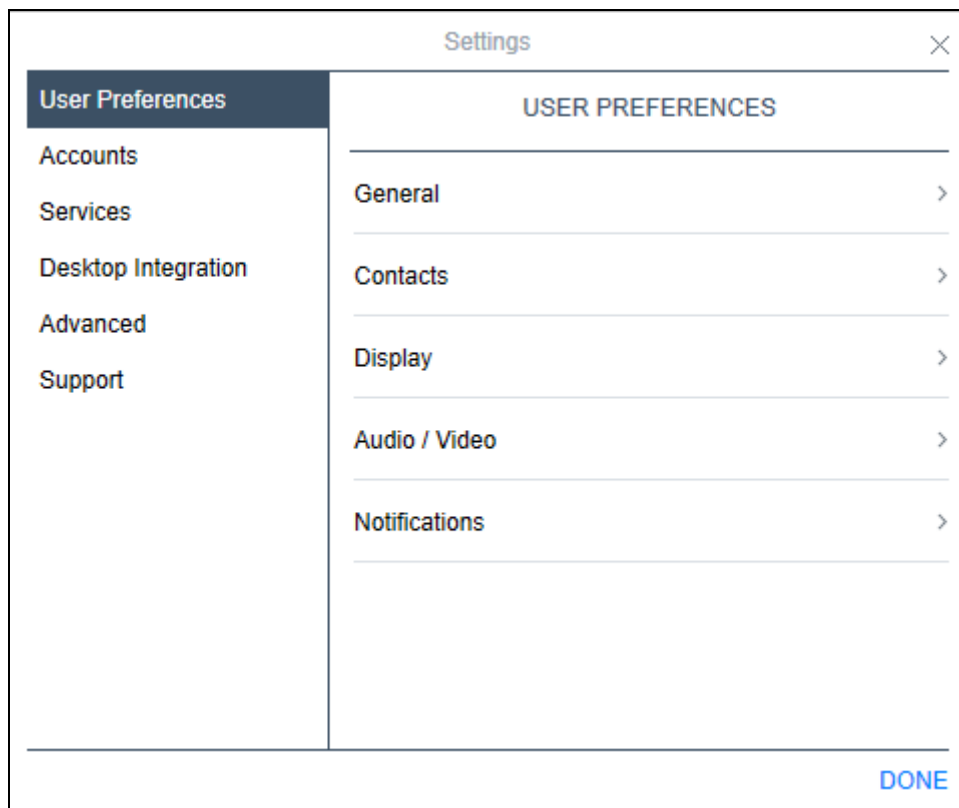 Settings
User Preferences
Accounts
Services
Desktop Integration
Advanced
Support
USER PREFERENCES
General
Contacts
Display
Audio / Video
Notifications
DONE